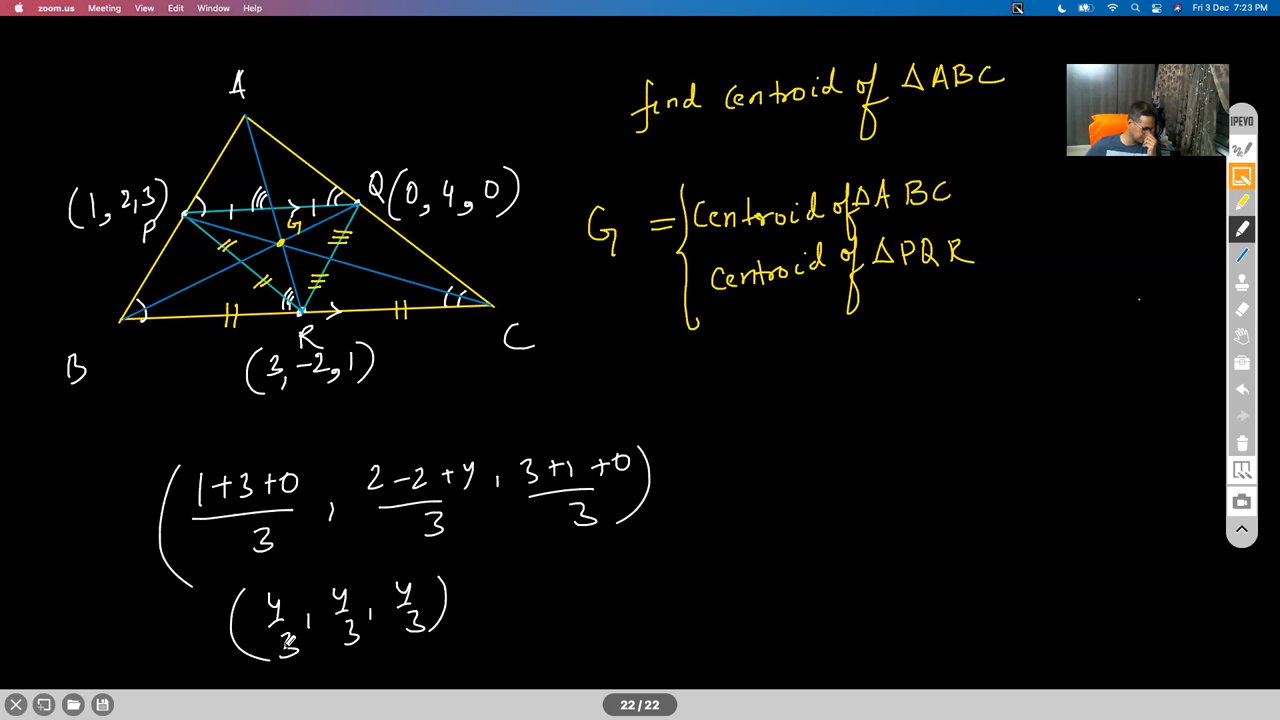 zoom.us Meeting View Edit Window Help
Fri 3 Dec 7:23 PM
A
find centroid of ΔABC
IPEVO
(1, 2, 3)
P
Q(0, 4, 0)
G
G = { centroid of Δ ABC
centroid of ΔPQR
R
B
C
(3, -2, 1)
(1+3+0/3, 2-2+4/3, 3+1+0/3)
(4/3, 4/3, 4/3)
22 / 22